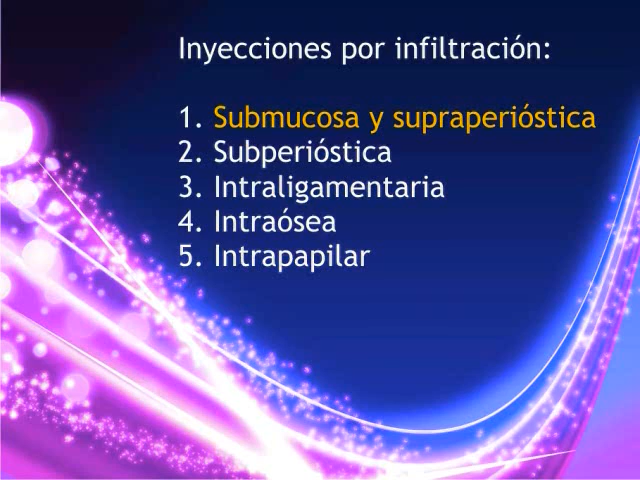 Inyecciones por infiltración:
1. Submucosa y supraperióstica
2. Subperióstica
3. Intraligamentaria
4. Intraósea
5. Intrapapilar